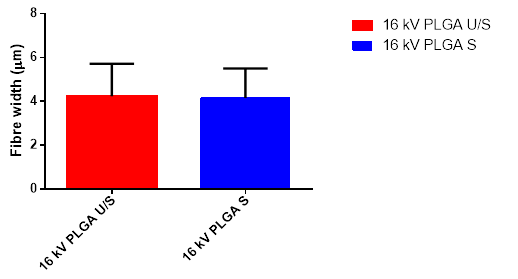 8
6
4
2
0
Fibre width (μm)
16 kV PLGA U/S
16 kV PLGA S
16 kV PLGA U/S
16 kV PLGA S